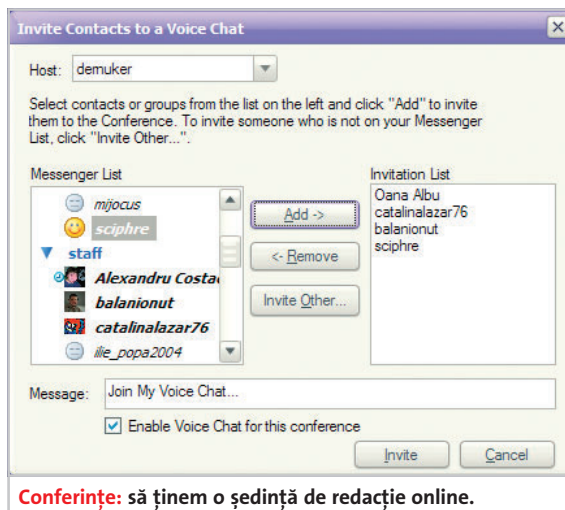 Invite Contacts to a Voice Chat
Host: demuker
Select contacts or groups from the list on the left and click "Add" to invite
them to the Conference. To invite someone who is not on your Messenger
List, click "Invite Other...".
Messenger List
mijocus
sciphre
staff
Alexandru Costa
balanionut
catalinalazar76
ilie_popa2004
Add ->
<- Remove
Invite Other...
Invitation List
Oana Albu
catalinalazar76
balanionut
sciphre
Message: Join My Voice Chat...
Enable Voice Chat for this conference
Invite Cancel
Conferințe: să ținem o ședință de redacție online.